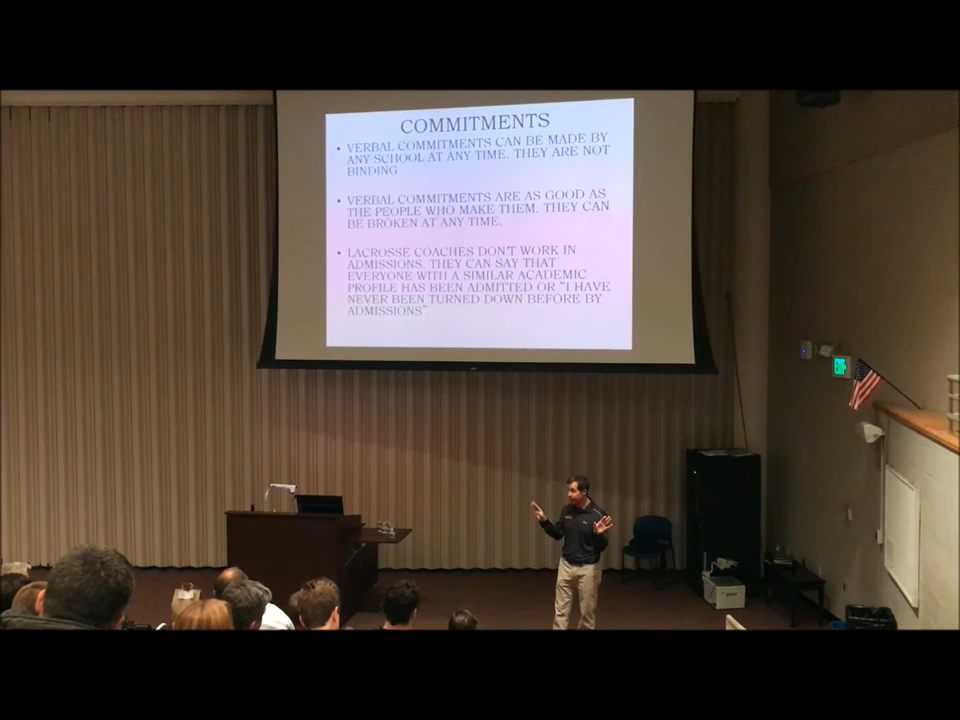 COMMITMENTS
• VERBAL COMMITMENTS CAN BE MADE BY
ANY SCHOOL AT ANY TIME. THEY ARE NOT
BINDING
• VERBAL COMMITMENTS ARE AS GOOD AS
THE PEOPLE WHO MAKE THEM. THEY CAN
BE BROKEN AT ANY TIME.
• LACROSSE COACHES DON'T WORK IN
ADMISSIONS. THEY CAN SAY THAT
EVERYONE WITH A SIMILAR ACADEMIC
PROFILE HAS BEEN ADMITTED OR "I HAVE
NEVER BEEN TURNED DOWN BEFORE BY
ADMISSIONS"